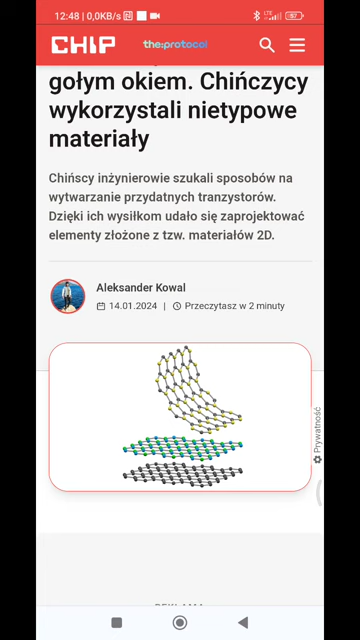 12:48 | 0,0KB/s
CHIP
the:protocol
gołym okiem. Chińczycy
wykorzystali nietypowe
materiały
Chińscy inżynierowie szukali sposobów na
wytwarzanie przydatnych tranzystorów.
Dzięki ich wysiłkom udało się zaprojektować
elementy złożone z tzw. materiałów 2D.
Aleksander Kowal
14.01.2024 | Przeczytasz w 2 minuty
Prywatność